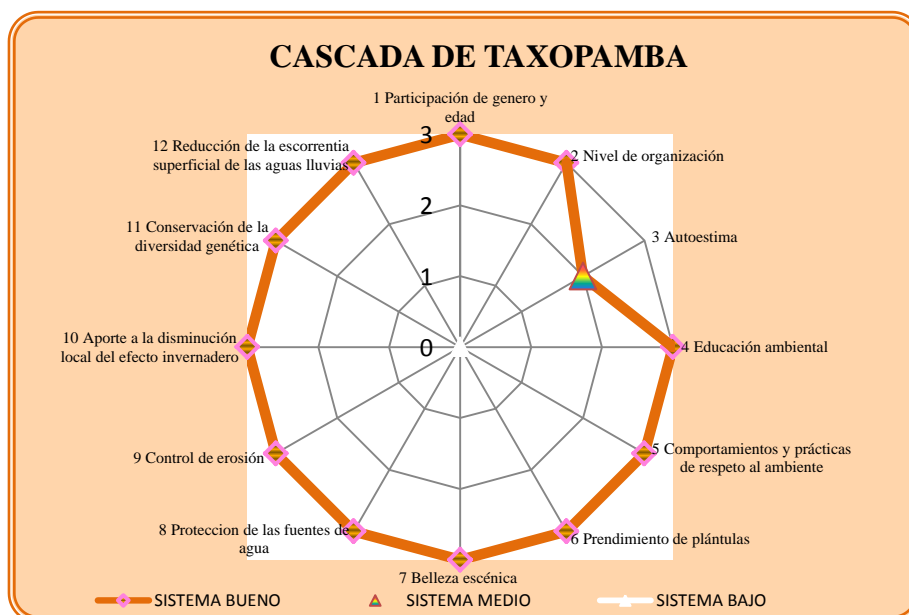 CASCADA DE TAXOPAMBA
1 Participación de genero y
edad
12 Reducción de la escorrentia
superficial de las aguas lluvias
3
2 Nivel de organización
11 Conservación de la
diversidad genética
2
3 Autoestima
1
10 Aporte a la disminución
local del efecto invernadero
0
4 Educación ambiental
9 Control de erosión
5 Comportamientos y prácticas
de respeto al ambiente
8 Proteccion de las fuentes de
agua
6 Prendimiento de plántulas
7 Belleza escénica
SISTEMA BUENO
SISTEMA MEDIO
SISTEMA BAJO